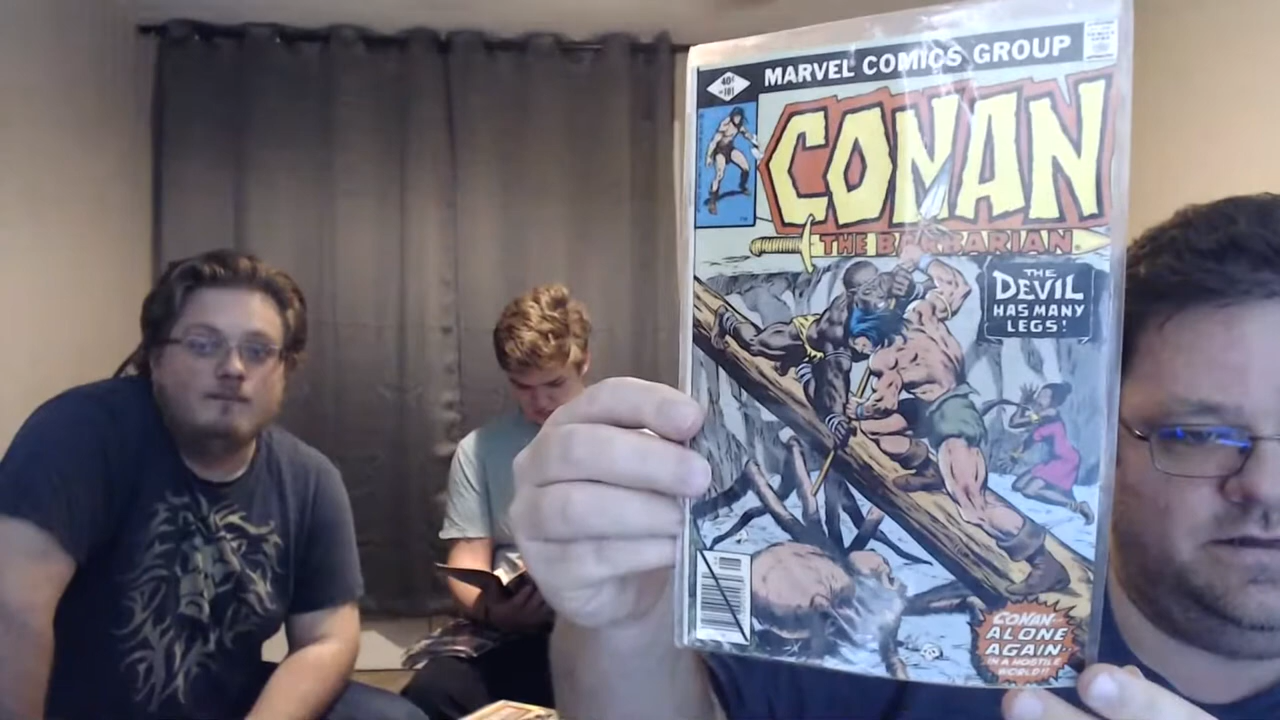 MARVEL COMICS GROUP
40¢
101
CONAN
THE BARBARIAN
THE
DEVIL
HAS MANY
LEGS!
CONAN-
ALONE
AGAIN-
IN A HOSTILE
WORLD!!